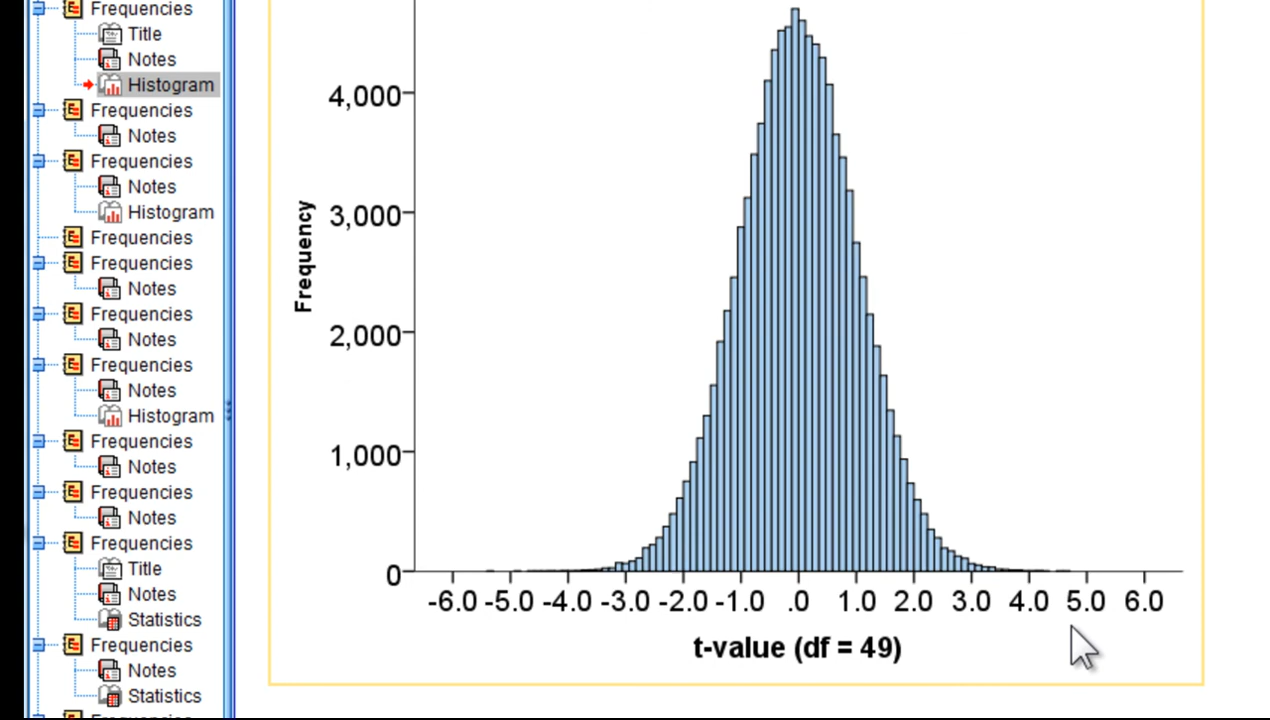 Frequencies
Title
Notes
Histogram
Frequencies
Notes
Frequencies
Notes
Histogram
Frequencies
Frequencies
Notes
Frequencies
Notes
Frequencies
Notes
Histogram
Frequencies
Notes
Frequencies
Notes
Frequencies
Title
Notes
Statistics
Frequencies
Notes
Statistics
Frequency
4,000
3,000
2,000
1,000
0
-6.0 -5.0 -4.0 -3.0 -2.0 -1.0 .0 1.0 2.0 3.0 4.0 5.0 6.0
t-value (df = 49)